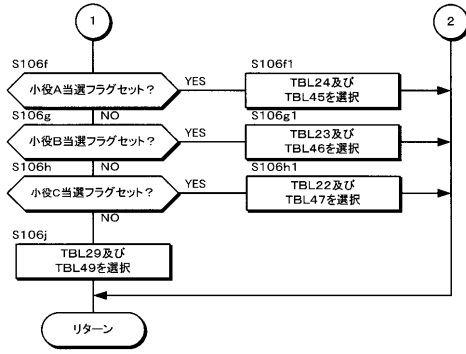 1
2
S106f
小役A当選フラグセット？
YES
S106f1
TBL24及び
TBL45を選択
NO
S106g
小役B当選フラグセット？
YES
S106g1
TBL23及び
TBL46を選択
NO
S106h
小役C当選フラグセット？
YES
S106h1
TBL22及び
TBL47を選択
NO
S106j
TBL29及び
TBL49を選択
リターン